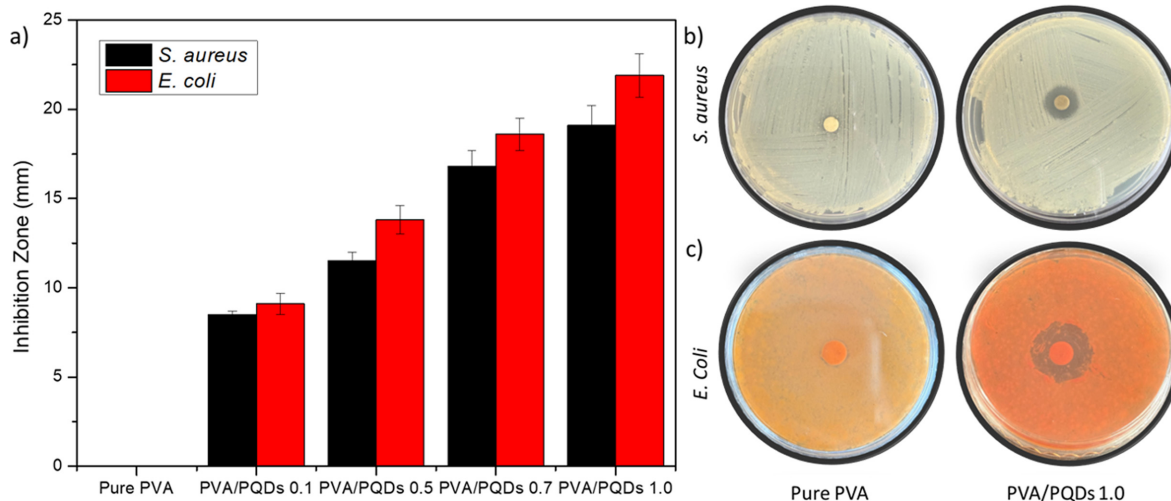 a)
25
20
15
10
5
0
Inhibition Zone (mm)
S. aureus
E. coli
Pure PVA
PVA/PQDs 0.1
PVA/PQDs 0.5
PVA/PQDs 0.7
PVA/PQDs 1.0
b)
S. aureus
c)
E. Coli
Pure PVA
PVA/PQDs 1.0